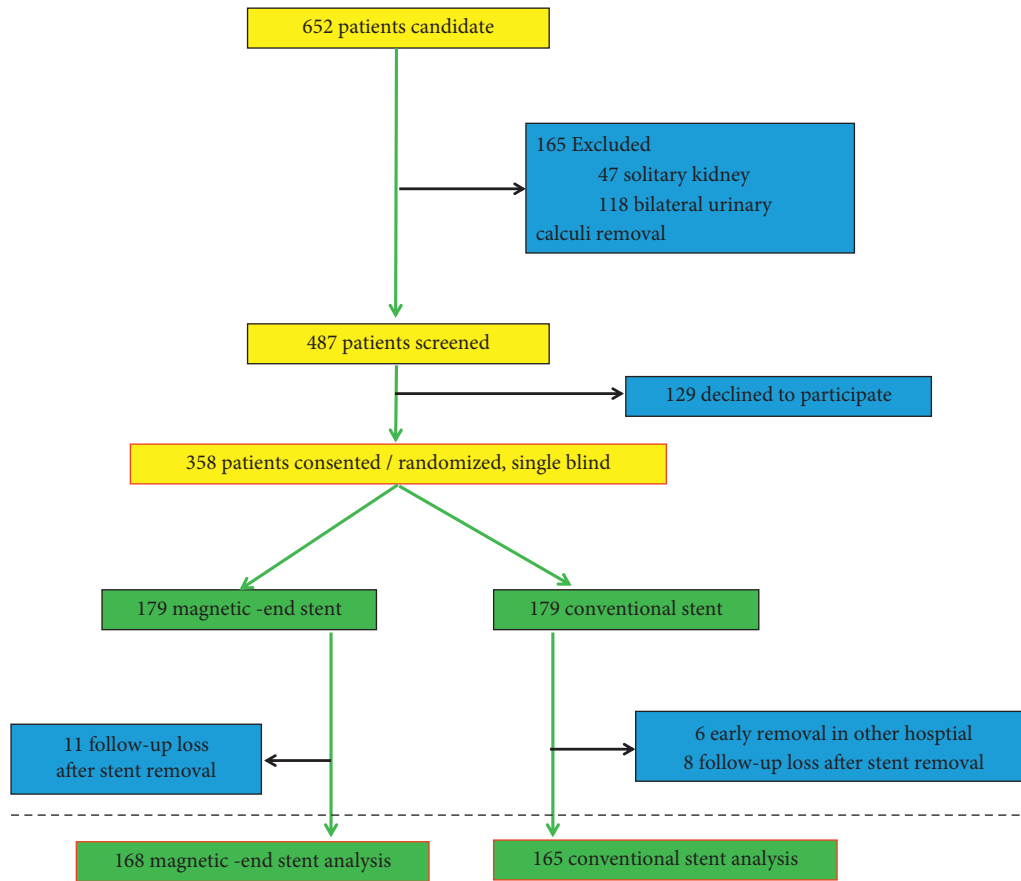 652 patients candidate
165 Excluded
47 solitary kidney
118 bilateral urinary
calculi removal
487 patients screened
129 declined to participate
358 patients consented / randomized, single blind
179 magnetic -end stent
179 conventional stent
11 follow-up loss
after stent removal
6 early removal in other hosptial
8 follow-up loss after stent removal
168 magnetic -end stent analysis
165 conventional stent analysis